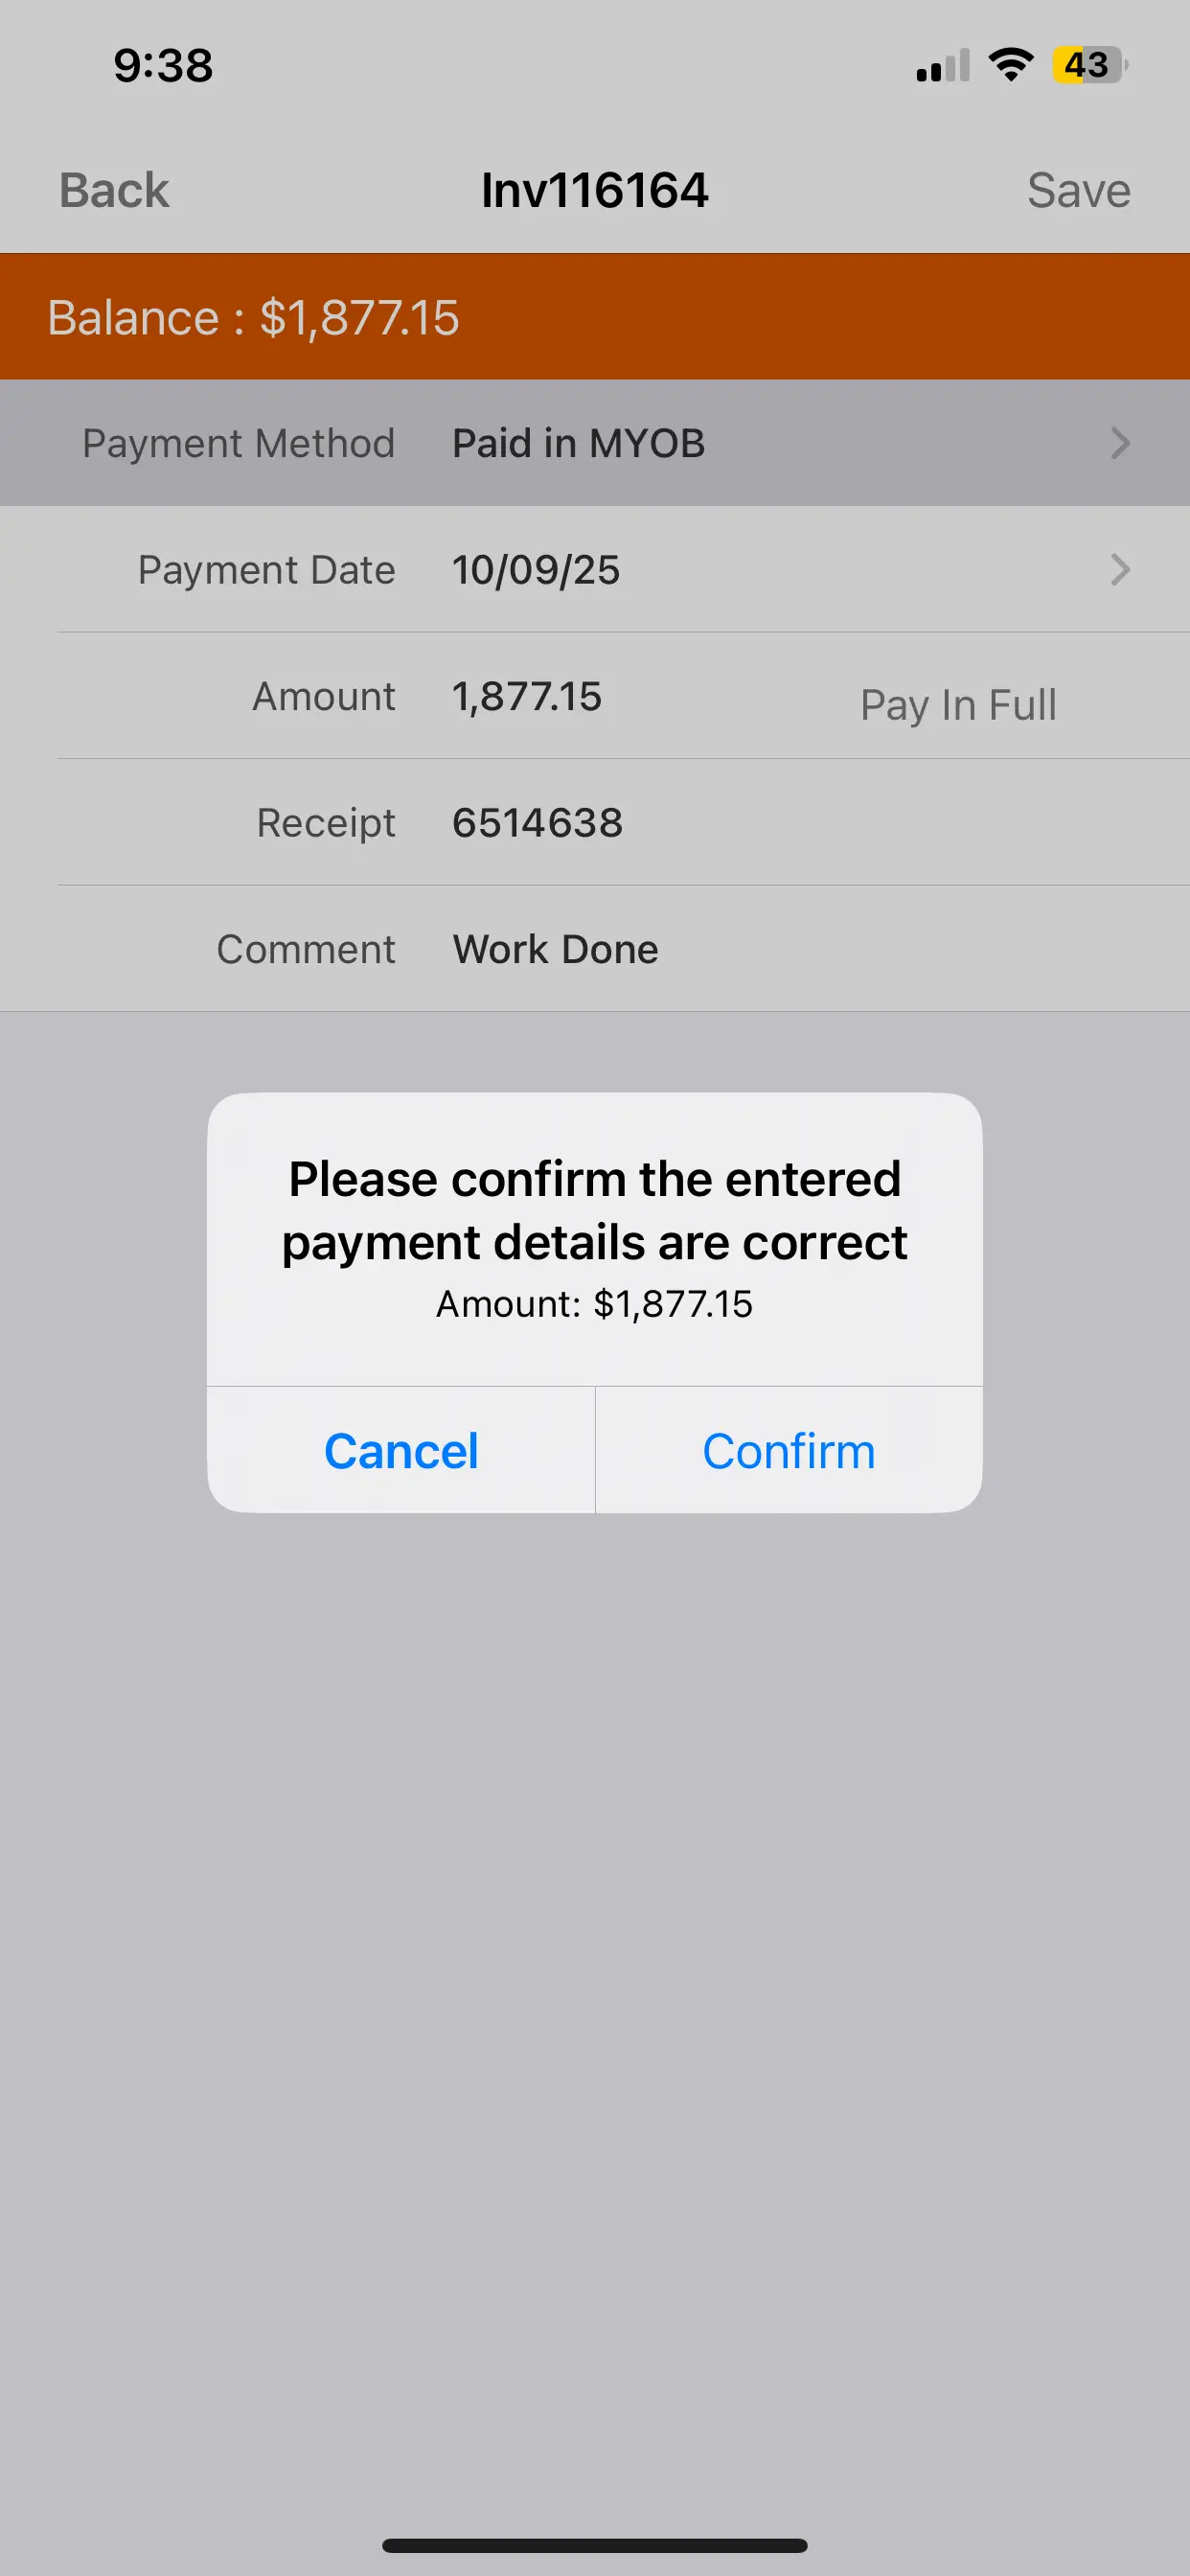 9:38
43
Back
Inv116164
Save
Balance : $1,877.15
Payment Method Paid in MYOB
Payment Date 10/09/25
Amount 1,877.15 Pay In Full
Receipt 6514638
Comment Work Done
Please confirm the entered
payment details are correct
Amount: $1,877.15
Cancel
Confirm